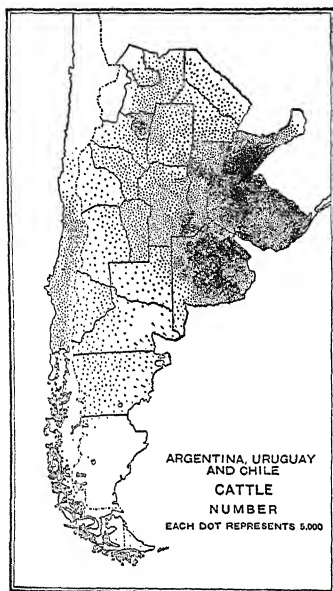 ARGENTINA, URUGUAY
AND CHILE
CATTLE
NUMBER
EACH DOT REPRESENTS 5,000